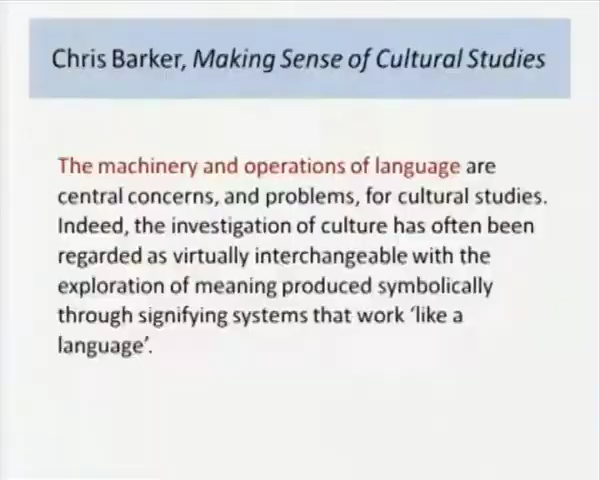 Chris Barker, Making Sense of Cultural Studies
The machinery and operations of language are
central concerns, and problems, for cultural studies.
Indeed, the investigation of culture has often been
regarded as virtually interchangeable with the
exploration of meaning produced symbolically
through signifying systems that work ‘like a
language’.